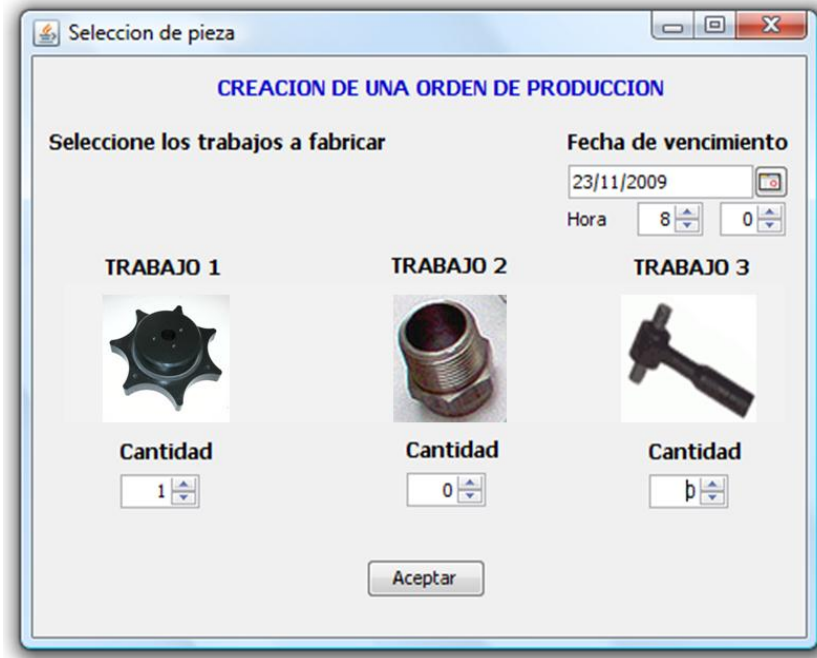 Seleccion de pieza
CREACION DE UNA ORDEN DE PRODUCCION
Seleccione los trabajos a fabricar
Fecha de vencimiento
23/11/2009
Hora 8 0
TRABAJO 1 TRABAJO 2 TRABAJO 3
Cantidad Cantidad Cantidad
1 0 0
Aceptar